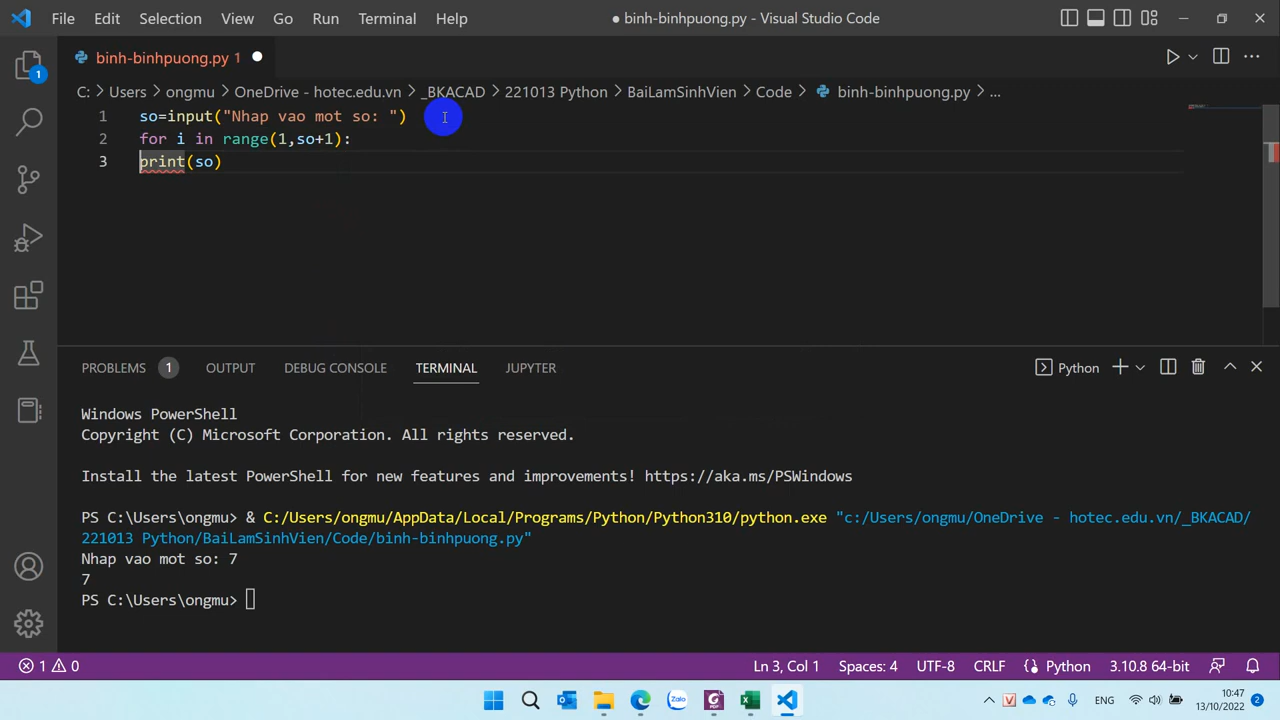 File Edit Selection View Go Run Terminal Help ● binh-binhpuong.py - Visual Studio Code
binh-binhpuong.py 1
C: > Users > ongmu > OneDrive - hotec.edu.vn > _BKACAD > 221013 Python > BaiLamSinhVien > Code > binh-binhpuong.py > ...
1 so=input("Nhap vao mot so: ")
2 for i in range(1,so+1):
3 print(so)
1
PROBLEMS 1 OUTPUT DEBUG CONSOLE TERMINAL JUPYTER Python
Windows PowerShell
Copyright (C) Microsoft Corporation. All rights reserved.
Install the latest PowerShell for new features and improvements! https://aka.ms/PSWindows
PS C:\Users\ongmu> & C:/Users/ongmu/AppData/Local/Programs/Python/Python310/python.exe "c:/Users/ongmu/OneDrive - hotec.edu.vn/_BKACAD/
221013 Python/BaiLamSinhVien/Code/binh-binhpuong.py"
Nhap vao mot so: 7
7
PS C:\Users\ongmu>
1 0 Ln 3, Col 1 Spaces: 4 UTF-8 CRLF Python 3.10.8 64-bit
Zalo PDF ENG 10:47
13/10/2022 2